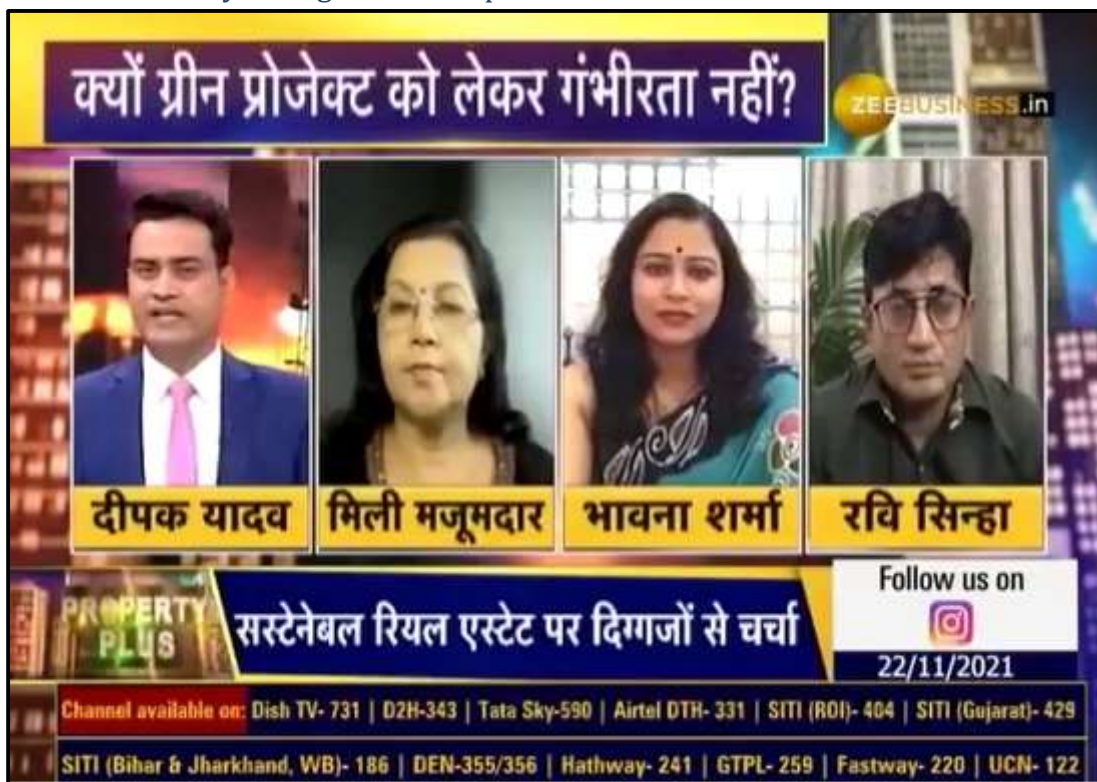 क्यों ग्रीन प्रोजेक्ट को लेकर गंभीरता नहीं?
ZEEBUSINESS.in
दीपक यादव
मिली मजूमदार
भावना शर्मा
रवि सिन्हा
PROPERTY
PLUS
सस्टेनेबल रियल एस्टेट पर दिग्गजों से चर्चा
Follow us on
22/11/2021
Channel available on: Dish TV- 731 | D2H-343 | Tata Sky-590 | Airtel DTH- 331 | SITI (ROI)- 404 | SITI (Gujarat)- 429
SITI (Bihar & Jharkhand, WB)- 186 | DEN-355/356 | Hathway- 241 | GTPL- 259 | Fastway- 220 | UCN- 122